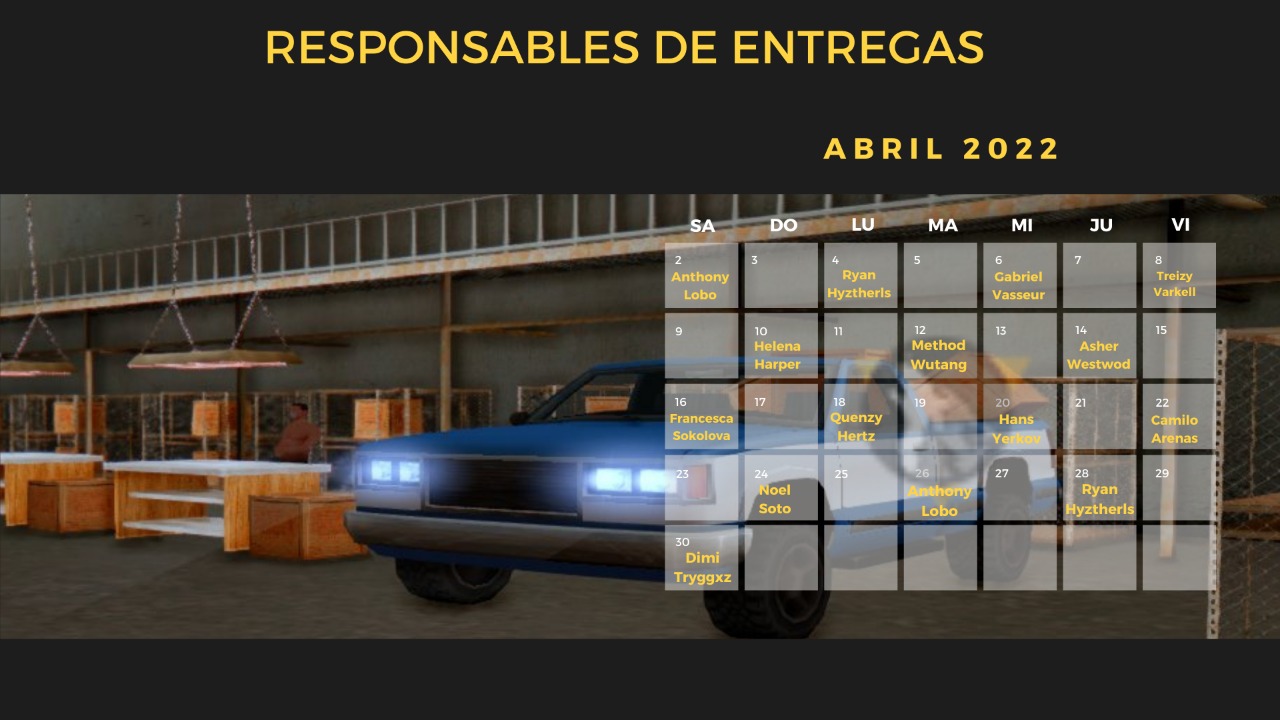 RESPONSABLES DE ENTREGAS
ABRIL 2022
SA DO LU MA MI JU VI
2 3 4 5 6 7 8
Anthony Ryan Gabriel Treizy
Lobo Hyztherls Vasseur Varkell
9 10 11 12 13 14 15
Helena Method Asher
Harper Wutang Westwod
16 17 18 19 20 21 22
Francesca Quenzy Hans Camilo
Sokolova Hertz Yerkov Arenas
23 24 25 26 27 28 29
Noel Anthony Ryan
Soto Lobo Hyztherls
30
Dimi
Tryggxz